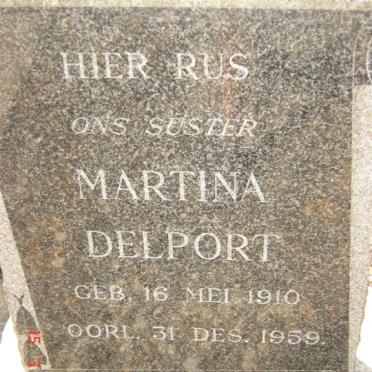 HIER RUS
ONS SUSTER
MARTINA
DELPORT
GEB. 16 MEI 1910
OORL. 31 DES. 1959.